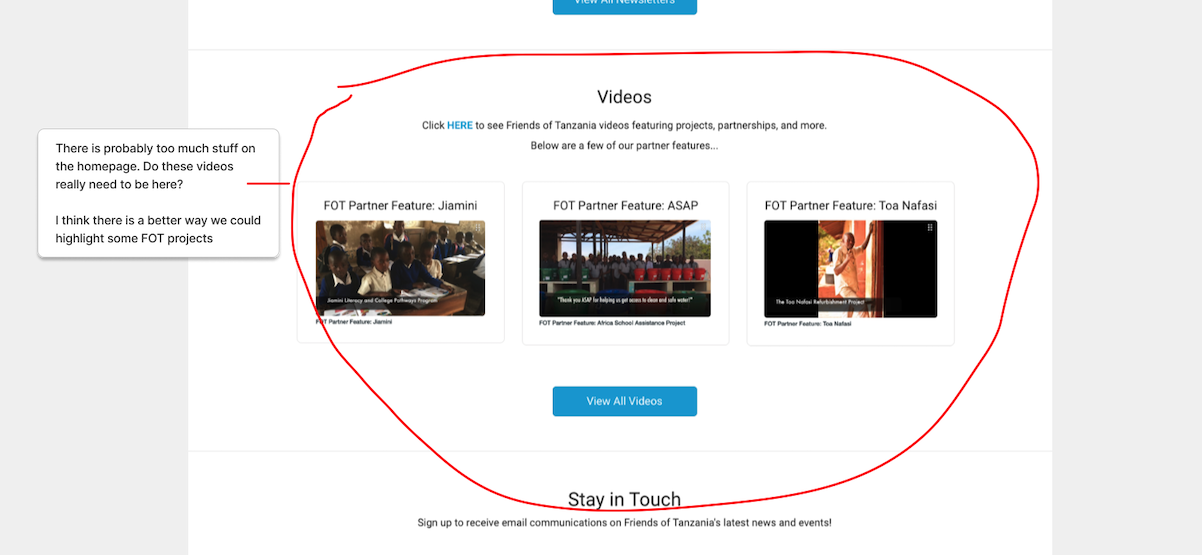 View All Newsletters
Videos
Click HERE to see Friends of Tanzania videos featuring projects, partnerships, and more.
Below are a few of our partner features...
There is probably too much stuff on
the homepage. Do these videos
really need to be here?
I think there is a better way we could
highlight some FOT projects
FOT Partner Feature: Jiamini
Jiamini Literacy and College Pathways Program
FOT Partner Feature: Jiamini
FOT Partner Feature: ASAP
"Thank you ASAP for helping us get access to clean and safe water!"
FOT Partner Feature: Africa School Assistance Project
FOT Partner Feature: Toa Nafasi
The Toa Nafasi Refurbishment Project
FOT Partner Feature: Toa Nafasi
View All Videos
Stay in Touch
Sign up to receive email communications on Friends of Tanzania's latest news and events!